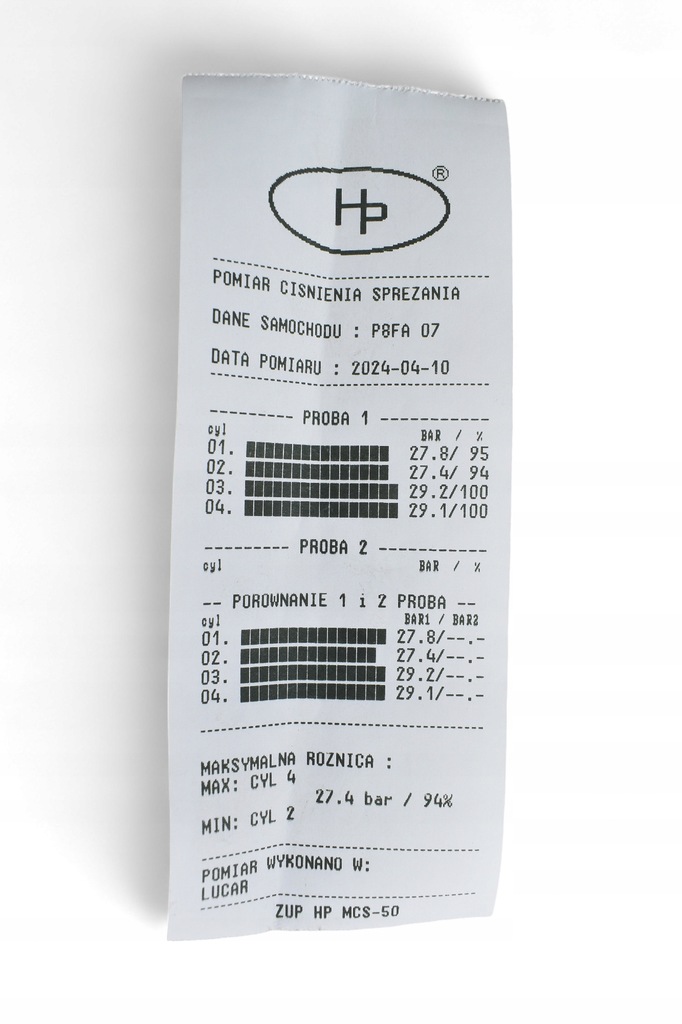 HP ®
POMIAR CISNIENIA SPREZANIA
DANE SAMOCHODU : P8FA 07
DATA POMIARU : 2024-04-10
PROBA 1
cyl BAR / %
01. 27.8/ 95
02. 27.4/ 94
03. 29.2/100
04. 29.1/100
PROBA 2
cyl BAR / %
-- POROWNANIE 1 i 2 PROBA --
cyl BAR1 / BAR2
01. 27.8/--.-
02. 27.4/--.-
03. 29.2/--.-
04. 29.1/--.-
MAKSYMALNA ROZNICA :
MAX: CYL 4
27.4 bar / 94%
MIN: CYL 2
POMIAR WYKONANO W:
LUCAR
ZUP HP MCS-50